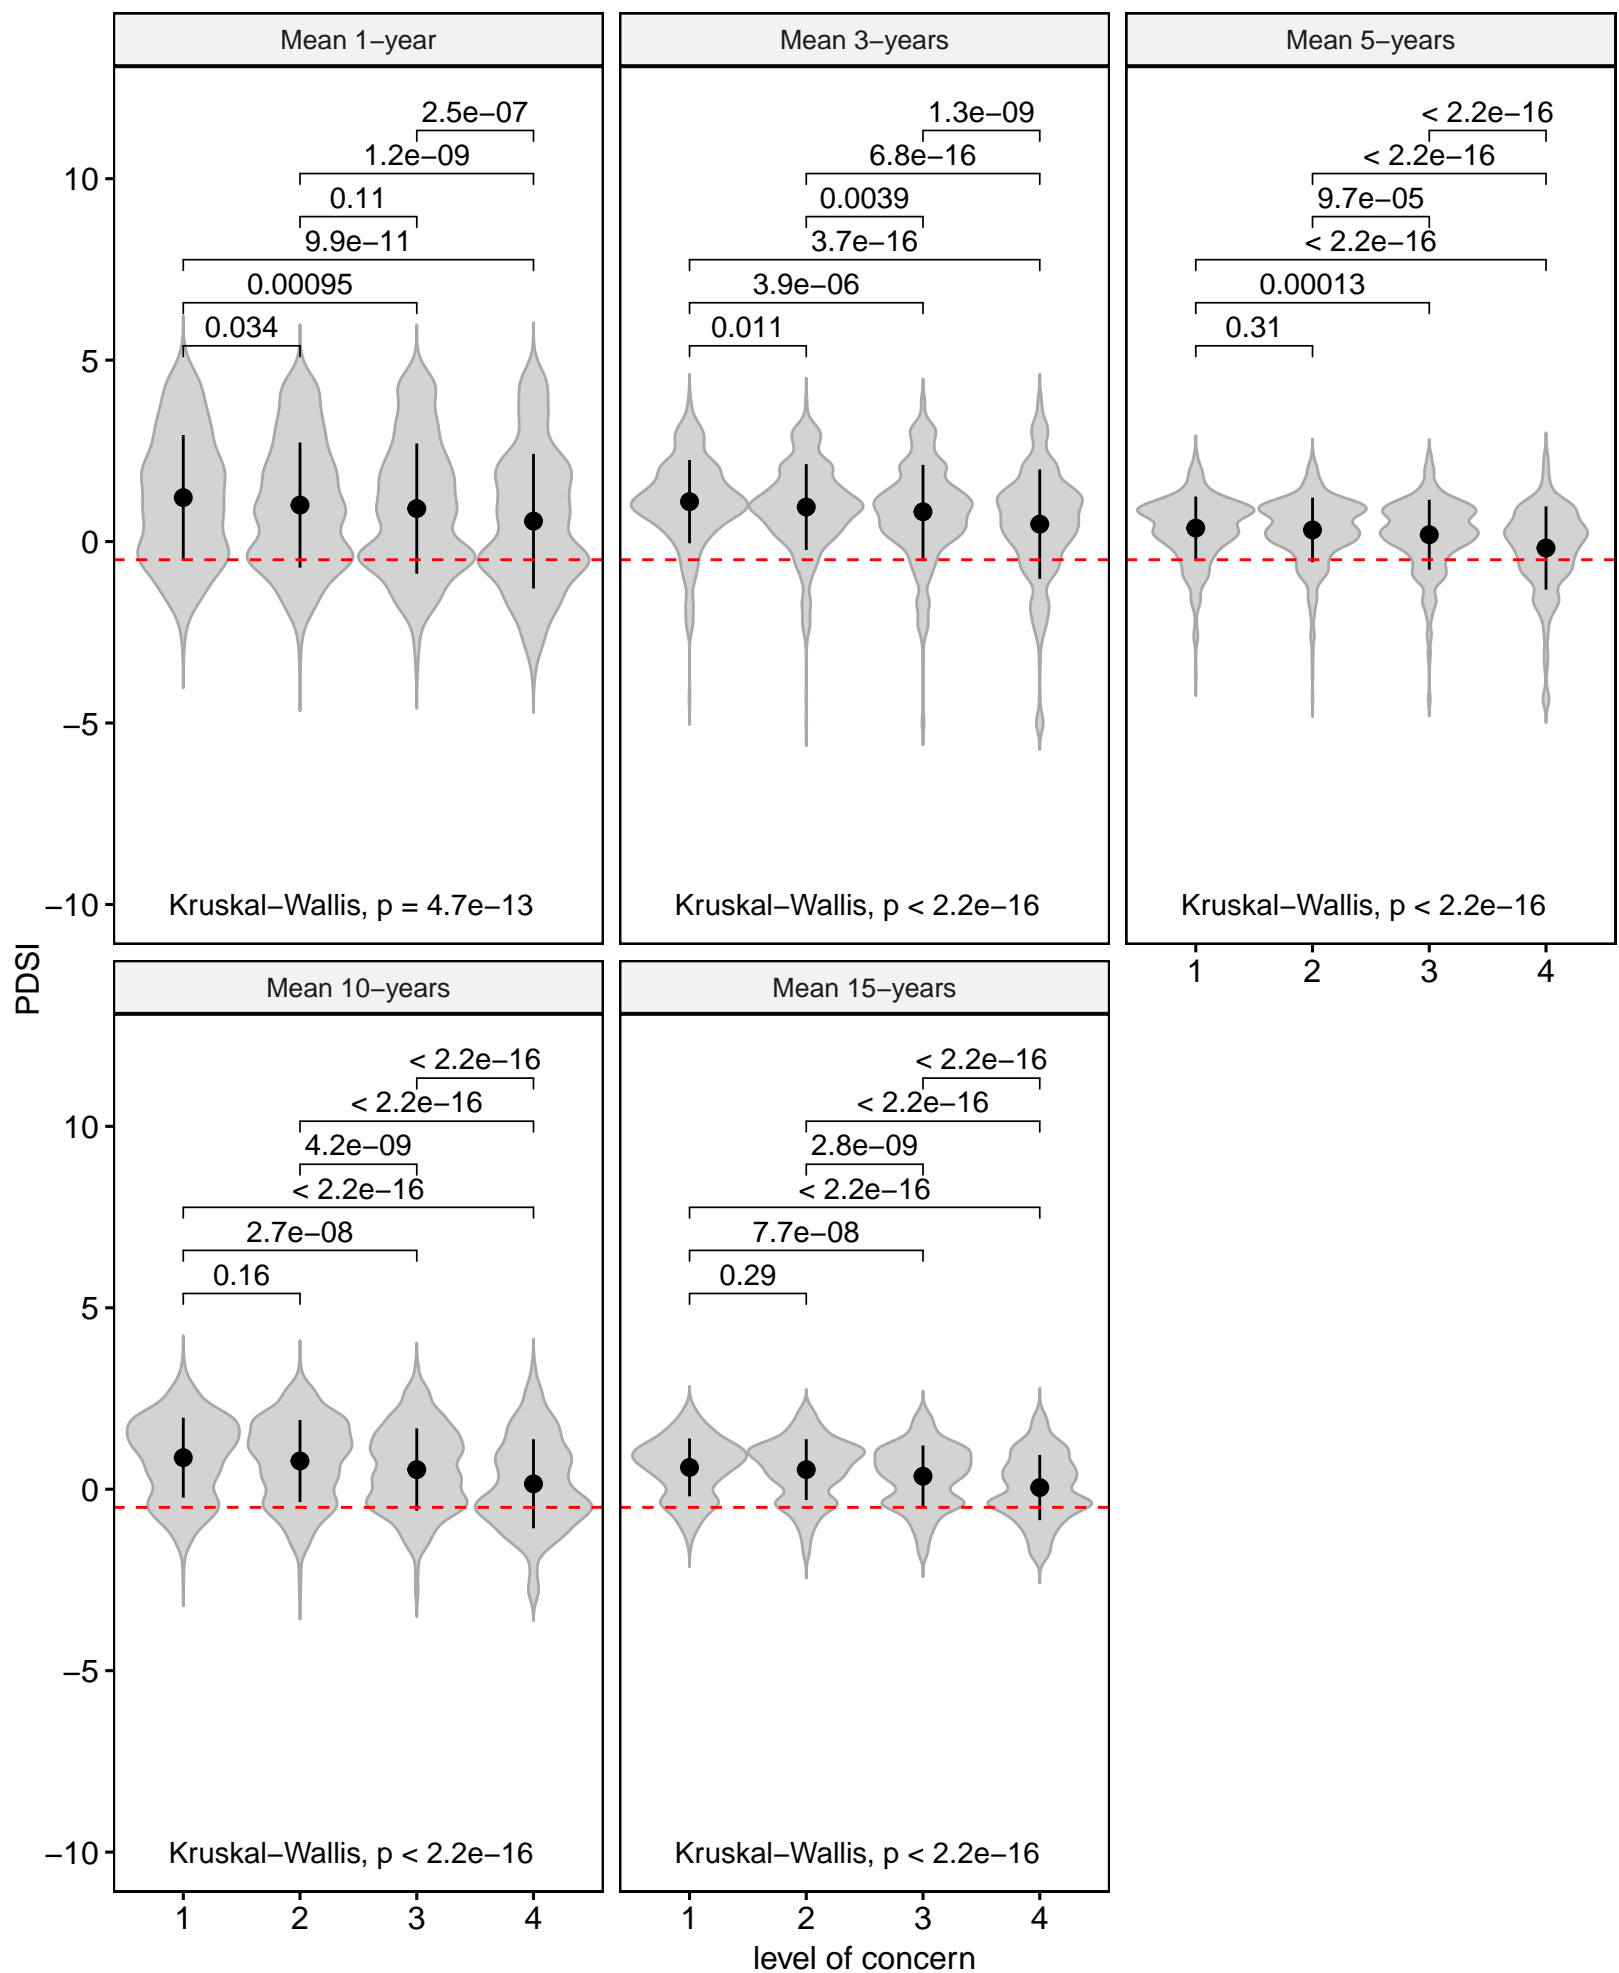 Mean 1−year
Mean 3−years
Mean 5−years
2.5e−07
1.2e−09
0.11
9.9e−11
0.00095
0.034
1.3e−09
6.8e−16
0.0039
3.7e−16
3.9e−06
0.011
< 2.2e−16
< 2.2e−16
9.7e−05
< 2.2e−16
0.00013
0.31
10
5
0
−5
−10
Kruskal−Wallis, p = 4.7e−13
Kruskal−Wallis, p < 2.2e−16
Kruskal−Wallis, p < 2.2e−16
1 2 3 4
PDSI
Mean 10−years
Mean 15−years
< 2.2e−16
< 2.2e−16
4.2e−09
< 2.2e−16
2.7e−08
0.16
< 2.2e−16
< 2.2e−16
2.8e−09
< 2.2e−16
7.7e−08
0.29
10
5
0
−5
−10
Kruskal−Wallis, p < 2.2e−16
Kruskal−Wallis, p < 2.2e−16
1 2 3 4
1 2 3 4
level of concern